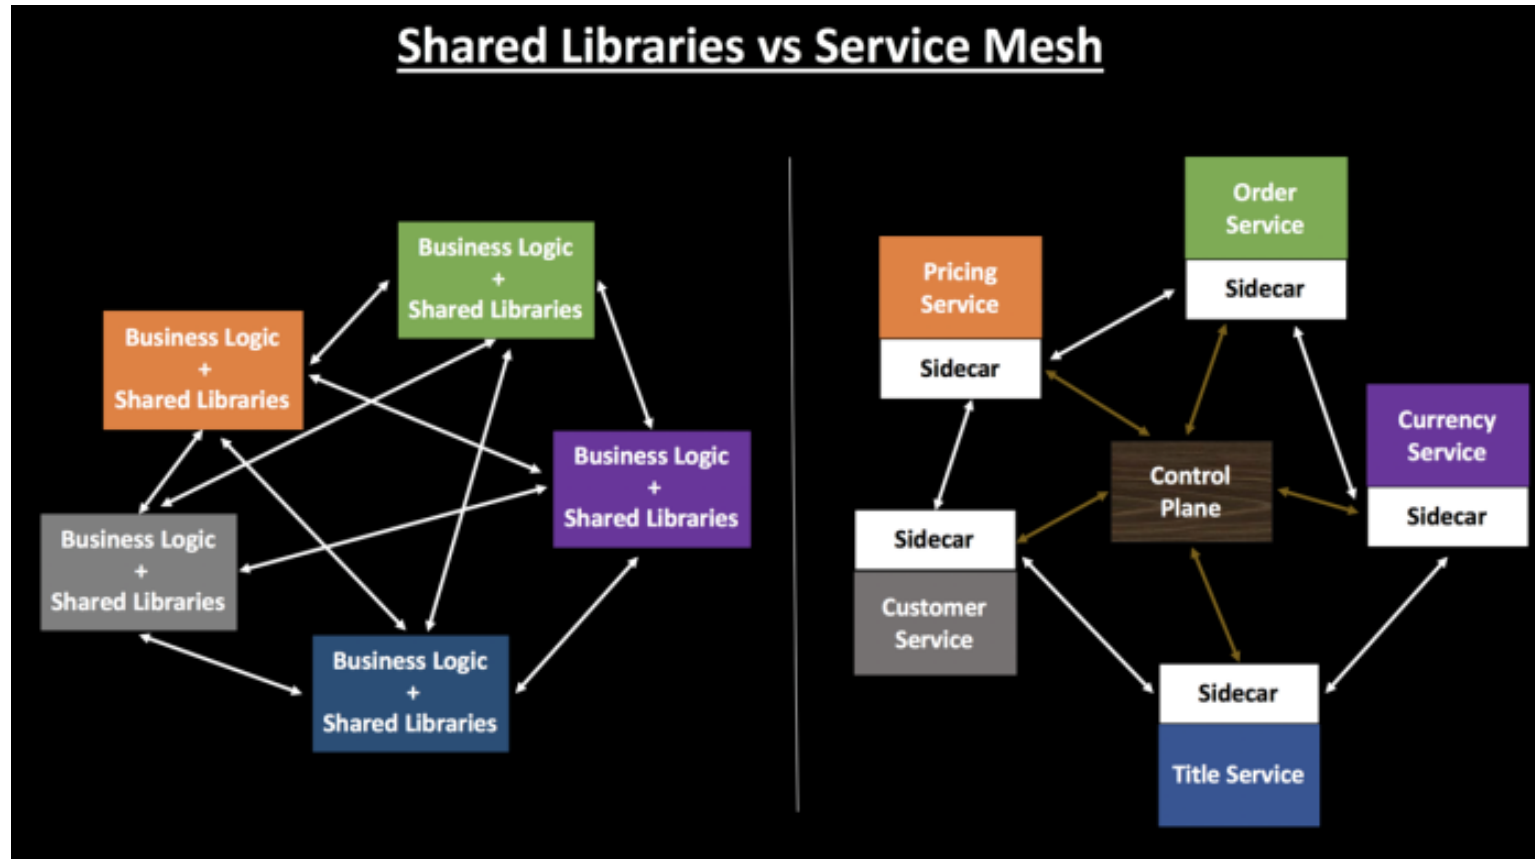 Shared Libraries vs Service Mesh
Business Logic
+
Shared Libraries
Business Logic
+
Shared Libraries
Business Logic
+
Shared Libraries
Business Logic
+
Shared Libraries
Business Logic
+
Shared Libraries
Order
Service
Sidecar
Pricing
Service
Sidecar
Currency
Service
Sidecar
Control
Plane
Sidecar
Customer
Service
Sidecar
Title Service